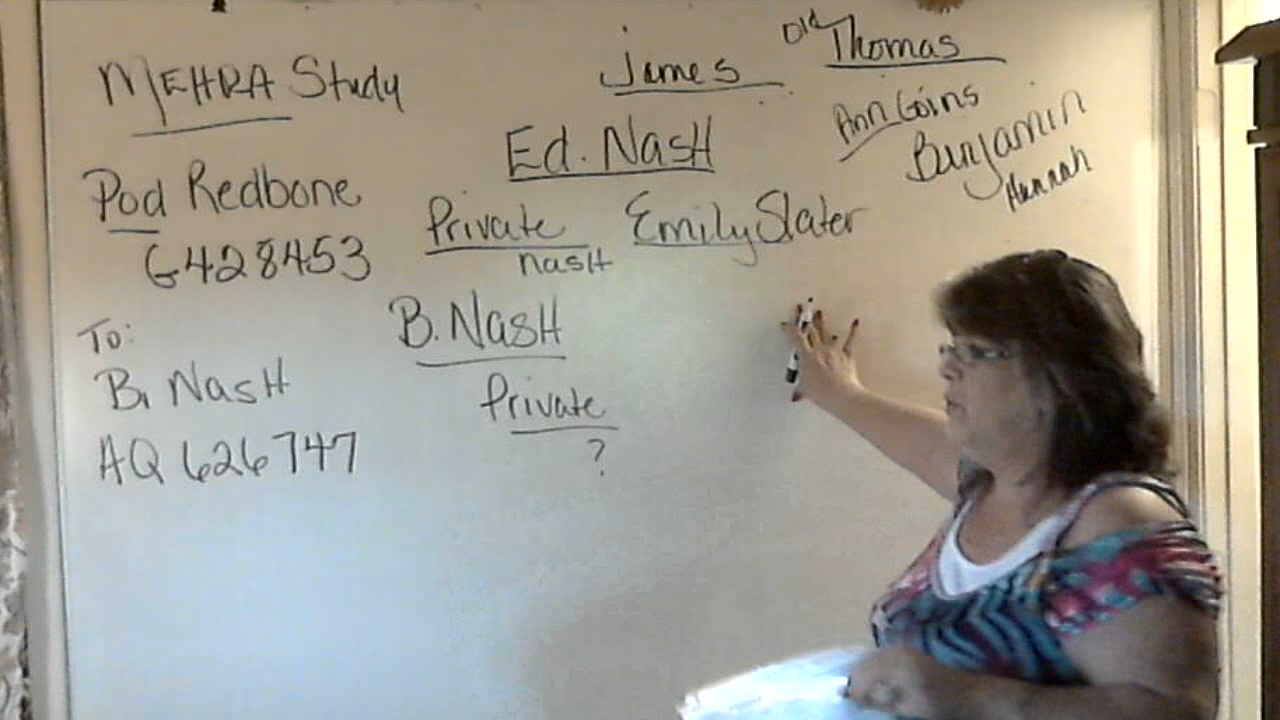 MEHRA Study
Pod Redbone
G428453
To:
B. Nash
AQ 626747
James
Ed. Nash
Private
Nash
Emily Slater
B. Nash
Private
?
Old Thomas
Ann Goins
Benjamin
Hannah